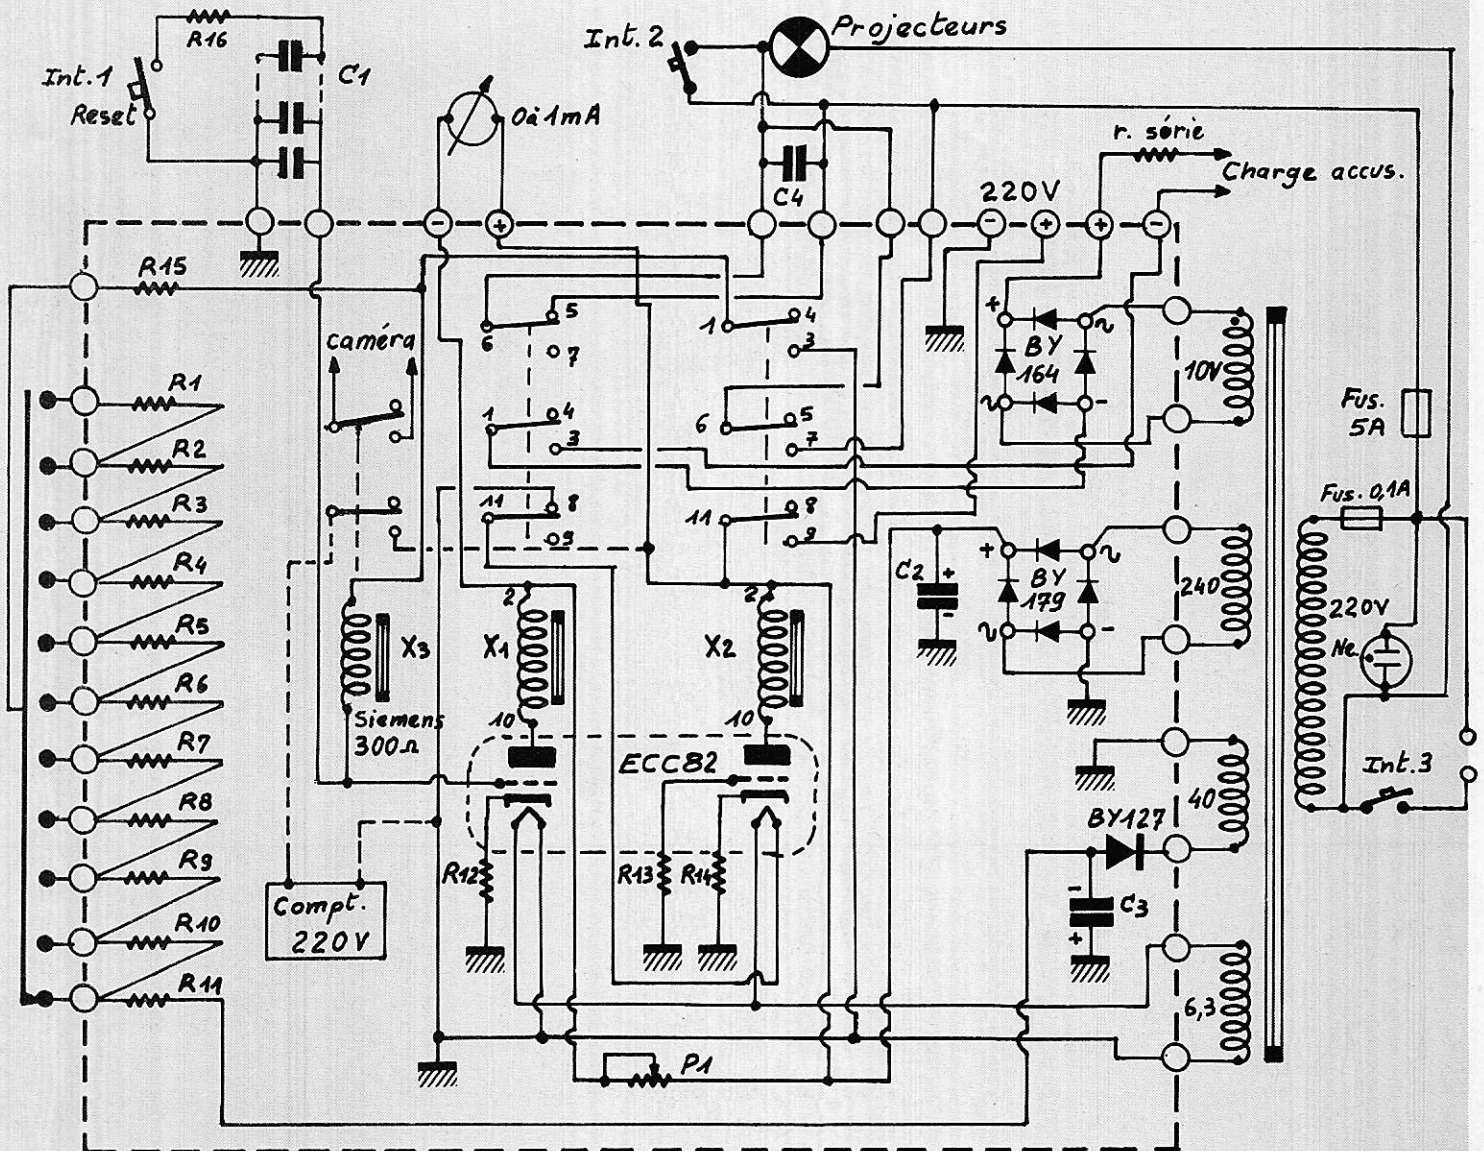 R16
C1
Int.1
Reset
0à1mA
Int.2
Projecteurs
C4
r. série
Charge accus.
220V
- + - + + -
R15
caméra
R1
R2
R3
R4
R5
R6
R7
R8
R9
R10
R11
5
6
7
1
4
3
11
8
9
1
4
3
6
5
7
11
8
9
+ ~
BY
164
~ -
10V
+ ~
BY
179
~ -
240
C2
+
-
Fus.
5A
Fus. 0,1A
220V
Ne.
Int.3
X3
Siemens
300Ω
2
X1
10
2
X2
10
ECC82
R12
R13
R14
Compt.
220V
BY127
40
-
C3
+
6,3
P1